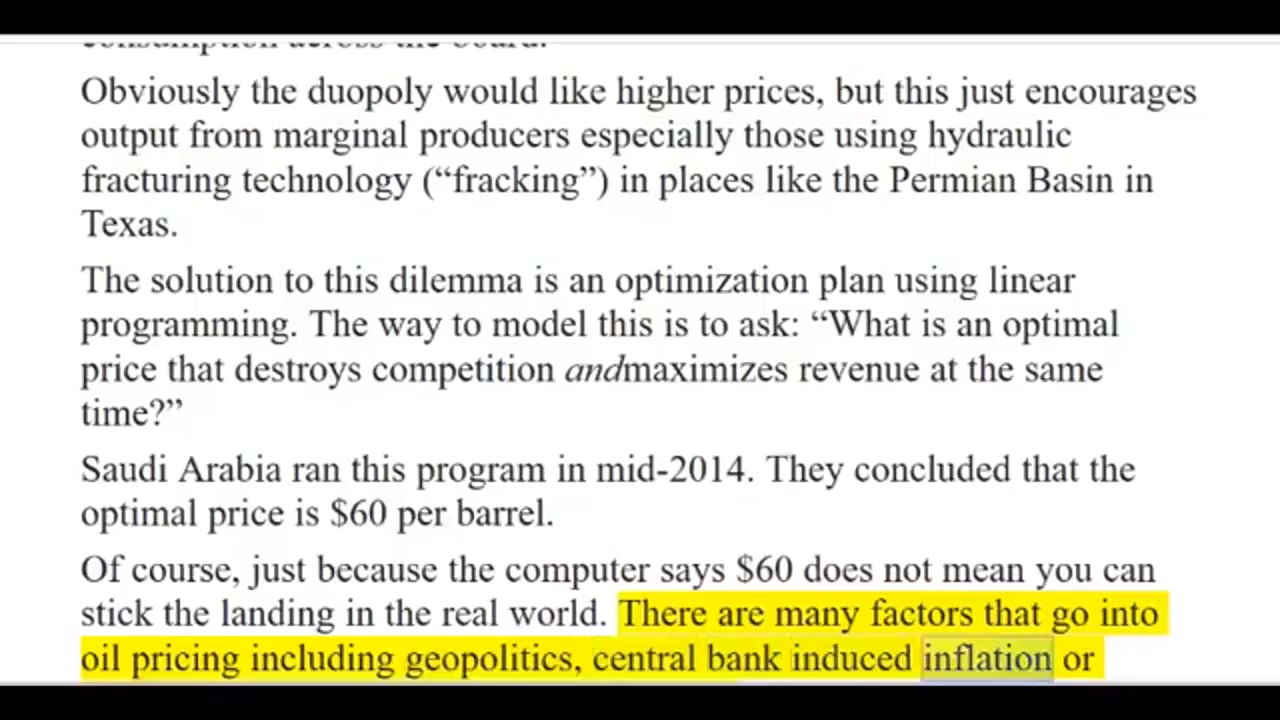 consumption across the board.
Obviously the duopoly would like higher prices, but this just encourages
output from marginal producers especially those using hydraulic
fracturing technology (“fracking”) in places like the Permian Basin in
Texas.
The solution to this dilemma is an optimization plan using linear
programming. The way to model this is to ask: “What is an optimal
price that destroys competition andmaximizes revenue at the same
time?”
Saudi Arabia ran this program in mid-2014. They concluded that the
optimal price is $60 per barrel.
Of course, just because the computer says $60 does not mean you can
stick the landing in the real world. There are many factors that go into
oil pricing including geopolitics, central bank induced inflation or